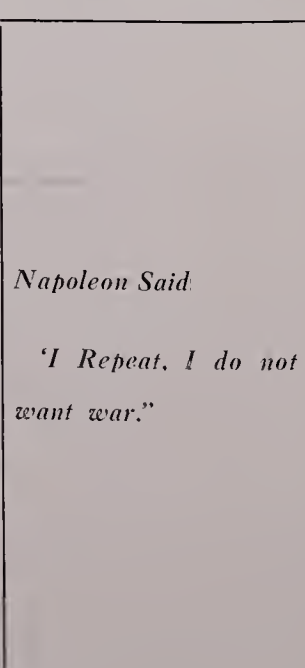 Napoleon Said:
‘I Repeat, I do not
want war.”